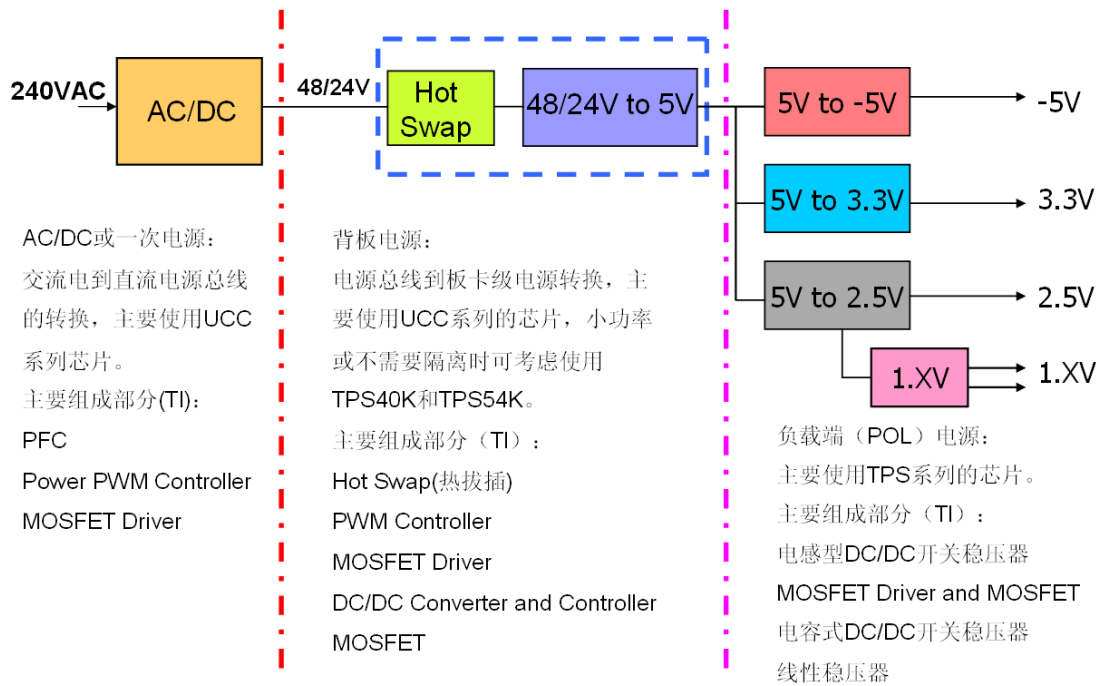 240VAC
AC/DC
48/24V
Hot
Swap
48/24V to 5V
5V to -5V
-5V
5V to 3.3V
3.3V
5V to 2.5V
2.5V
1.XV
1.XV
AC/DC或一次电源：
交流电到直流电源总线
的转换，主要使用UCC
系列芯片。
主要组成部分(TI)：
PFC
Power PWM Controller
MOSFET Driver
背板电源：
电源总线到板卡级电源转换，主
要使用UCC系列的芯片，小功率
或不需要隔离时可考虑使用
TPS40K和TPS54K。
主要组成部分（TI）：
Hot Swap(热拔插)
PWM Controller
MOSFET Driver
DC/DC Converter and Controller
MOSFET
负载端（POL）电源：
主要使用TPS系列的芯片。
主要组成部分（TI）：
电感型DC/DC开关稳压器
MOSFET Driver and MOSFET
电容式DC/DC开关稳压器
线性稳压器